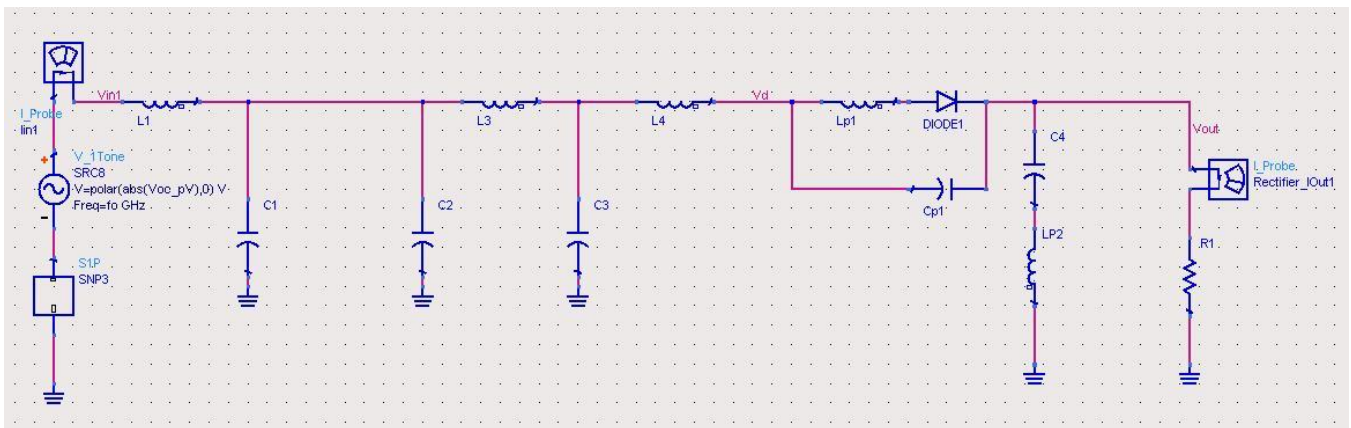 I_Probe
Iin1
Vin1
L1
V_1Tone
SRC8
V=polar(abs(Voc_pV),0) V
Freq=fo GHz
S1P
SNP3
C1
C2
L3
C3
L4
Vd
Lp1
DIODE1
Cp1
C4
LP2
Vout
I_Probe
Rectifier_IOut1
R1